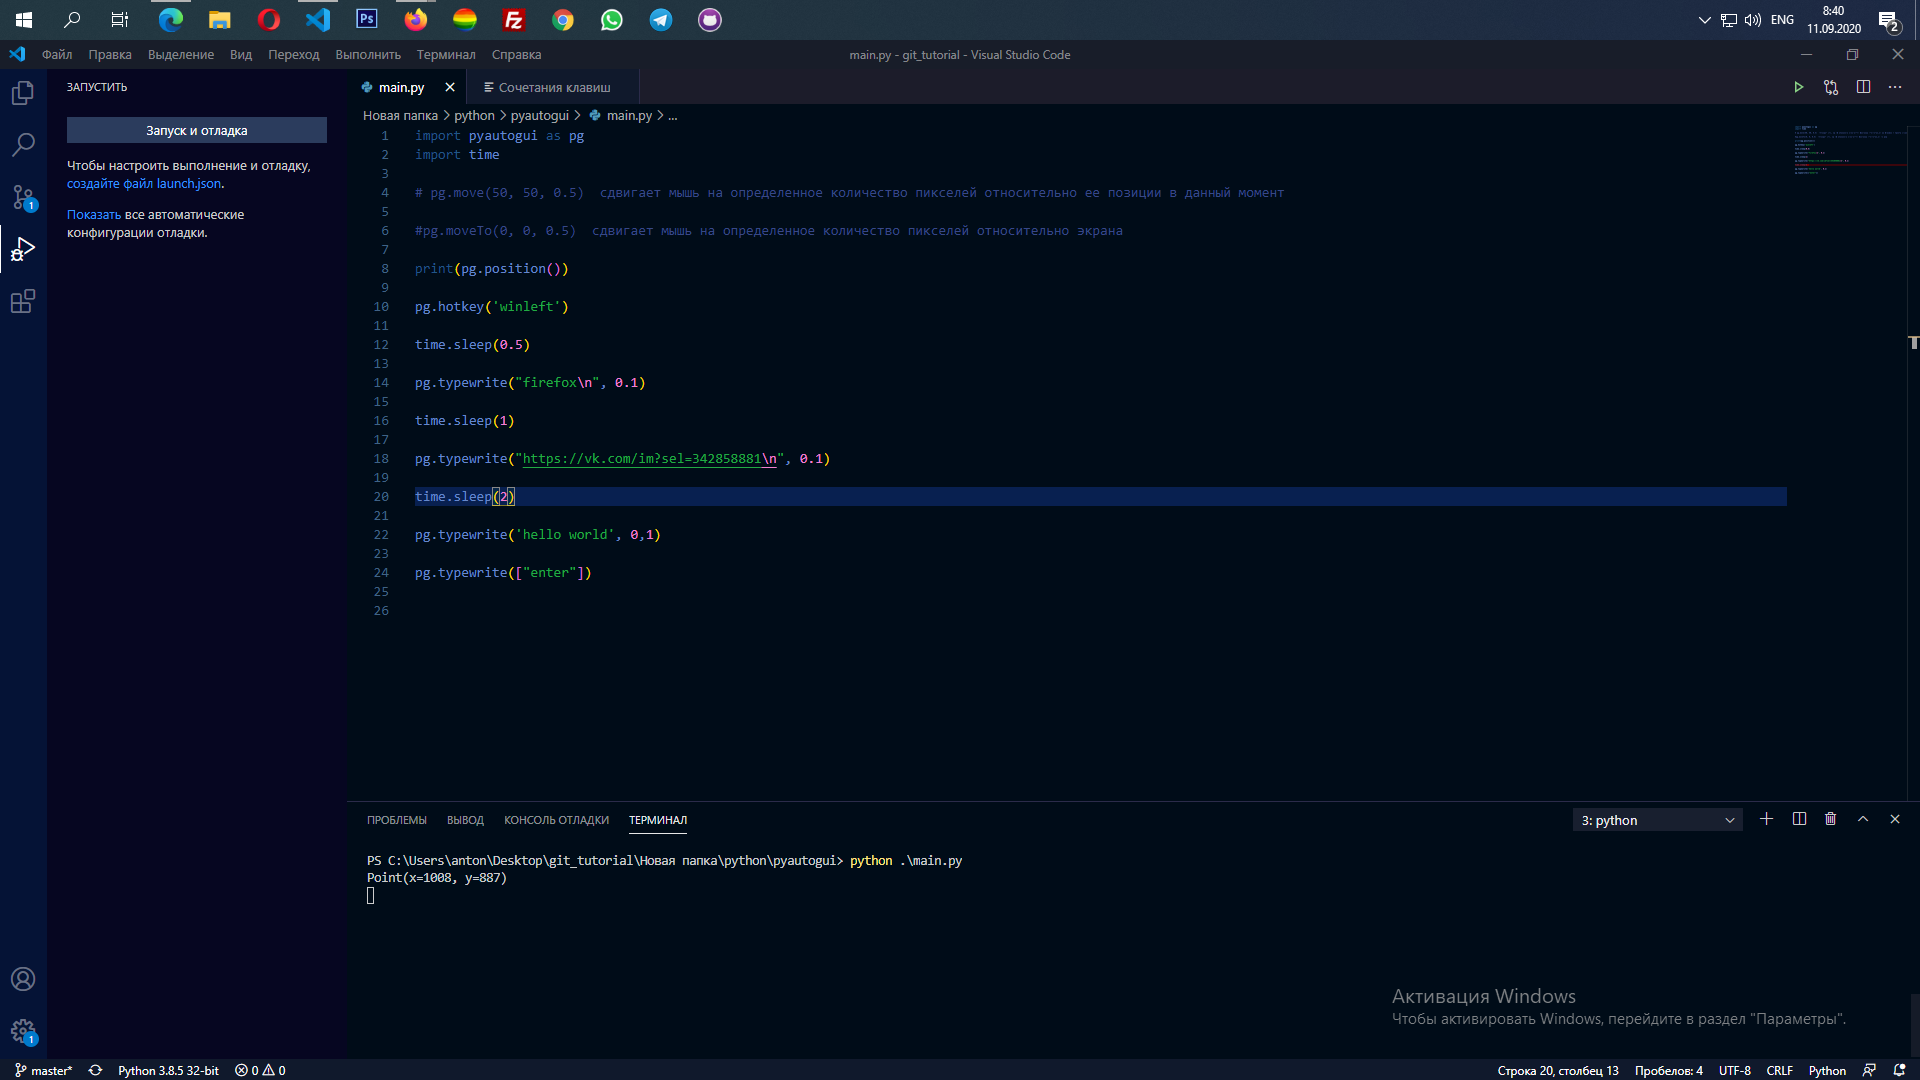 Ps
Fz
ENG
8:40
11.09.2020
2
Файл Правка Выделение Вид Переход Выполнить Терминал Справка
main.py - git_tutorial - Visual Studio Code
ЗАПУСТИТЬ
main.py
Сочетания клавиш
Запуск и отладка
Чтобы настроить выполнение и отладку,
создайте файл launch.json.
Показать все автоматические
конфигурации отладки.
1
1
Новая папка > python > pyautogui > main.py > ...
1 import pyautogui as pg
2 import time
3
4 # pg.move(50, 50, 0.5)  сдвигает мышь на определенное количество пикселей относительно ее позиции в данный момент
5
6 #pg.moveTo(0, 0, 0.5)  сдвигает мышь на определенное количество пикселей относительно экрана
7
8 print(pg.position())
9
10 pg.hotkey('winleft')
11
12 time.sleep(0.5)
13
14 pg.typewrite("firefox\n", 0.1)
15
16 time.sleep(1)
17
18 pg.typewrite("https://vk.com/im?sel=342858881\n", 0.1)
19
20 time.sleep(2)
21
22 pg.typewrite('hello world', 0,1)
23
24 pg.typewrite(["enter"])
25
26
ПРОБЛЕМЫ ВЫВОД КОНСОЛЬ ОТЛАДКИ ТЕРМИНАЛ
3: python
PS C:\Users\anton\Desktop\git_tutorial\Новая папка\python\pyautogui> python .\main.py
Point(x=1008, y=887)
Активация Windows
Чтобы активировать Windows, перейдите в раздел "Параметры".
master* Python 3.8.5 32-bit 0 0
Строка 20, столбец 13 Пробелов: 4 UTF-8 CRLF Python